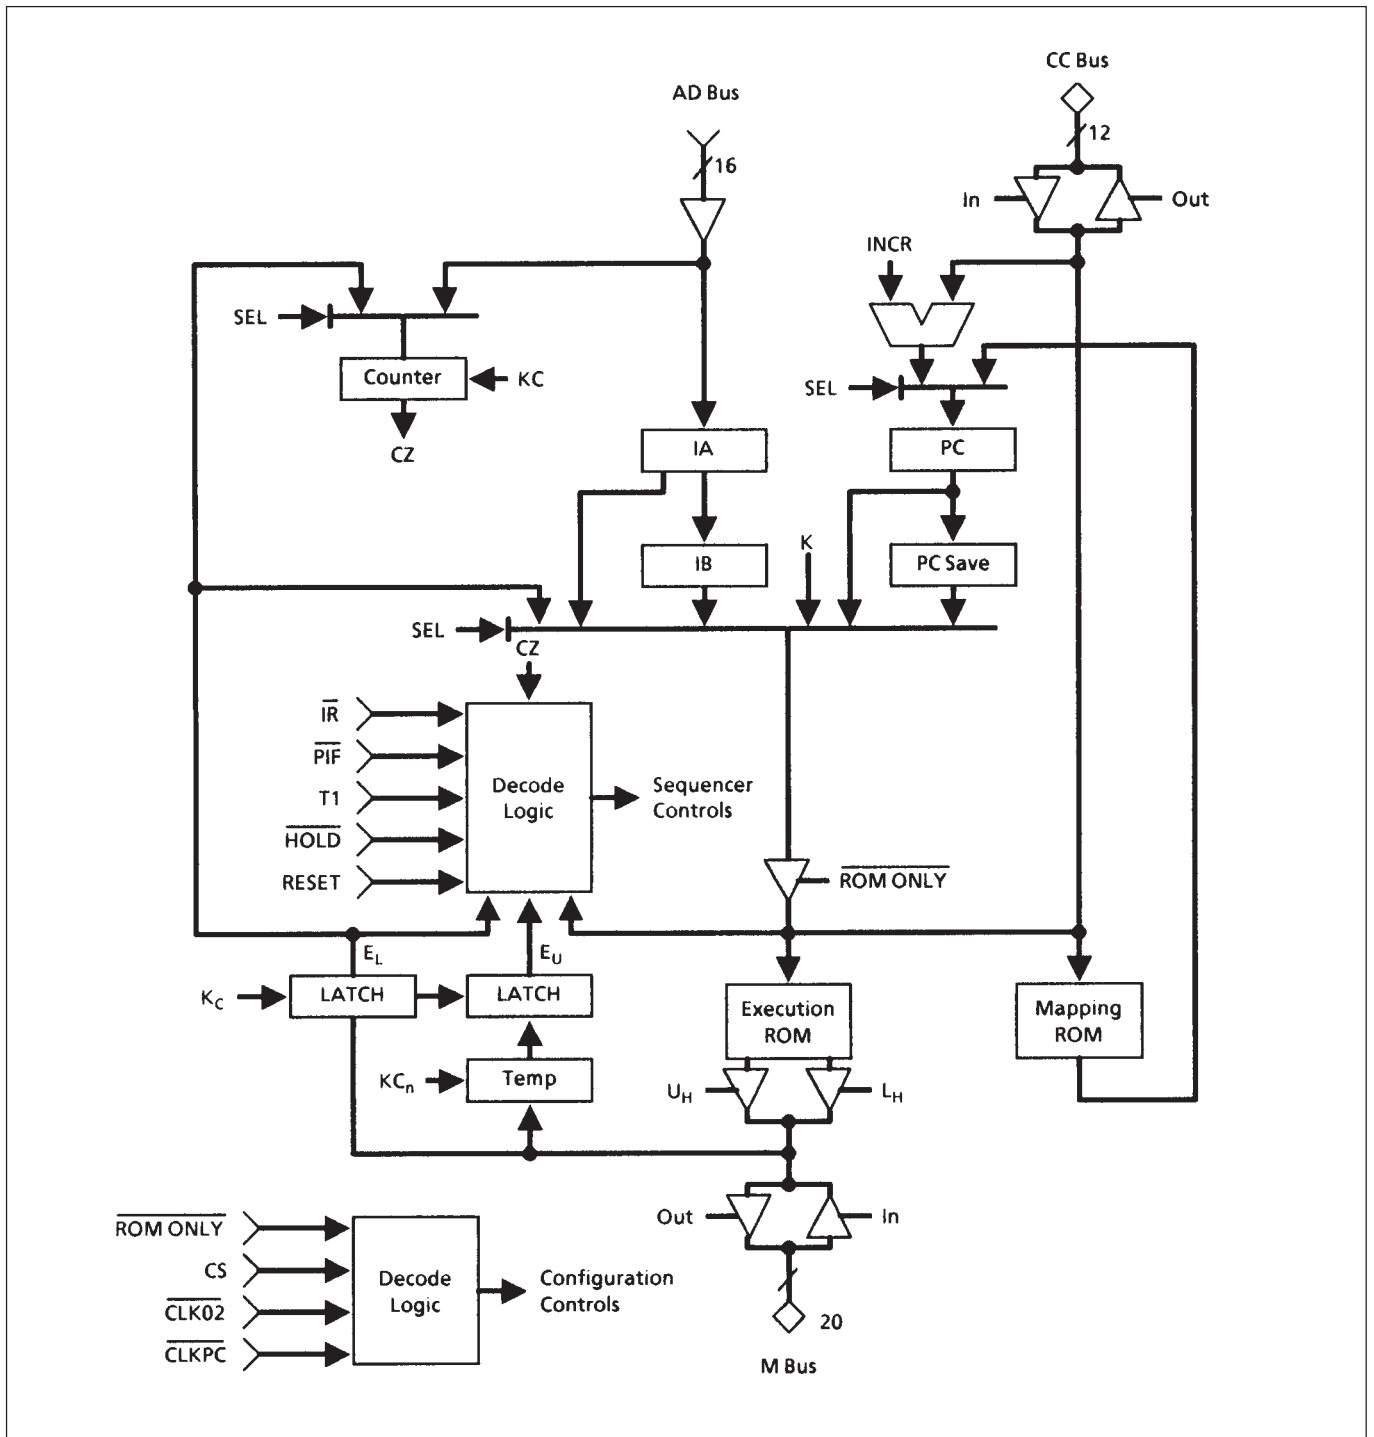 CC Bus
AD Bus
12
16
In
Out
INCR
SEL
Counter
KC
SEL
CZ
IA
PC
K
IB
PC Save
SEL
CZ
IR
PIF
T1
HOLD
RESET
Decode
Logic
Sequencer
Controls
ROM ONLY
EL
EU
KC
LATCH
LATCH
Execution
ROM
Mapping
ROM
KCn
Temp
UH
LH
Out
In
ROM ONLY
CS
CLK02
CLKPC
Decode
Logic
Configuration
Controls
20
M Bus